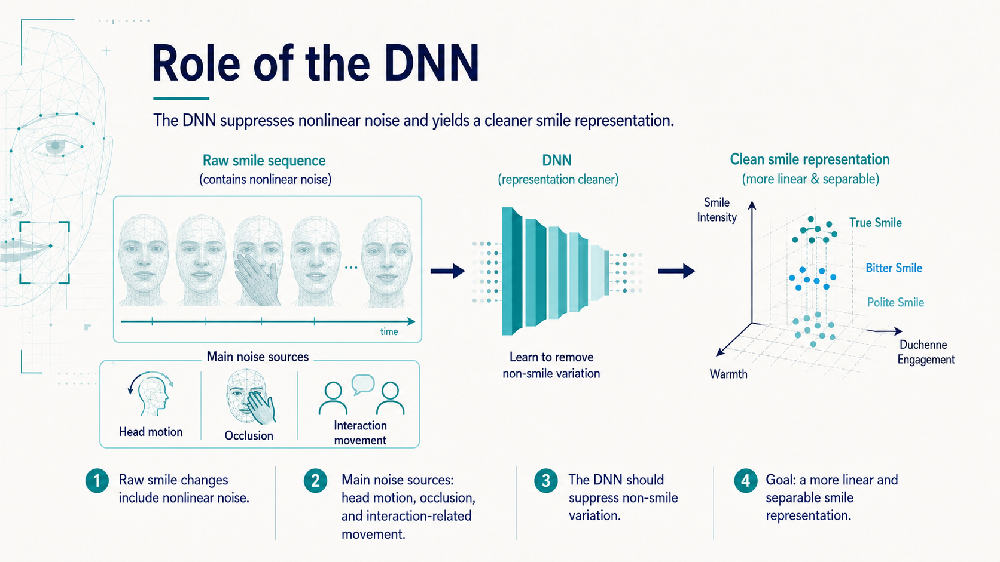 Role of the DNN
The DNN suppresses nonlinear noise and yields a cleaner smile representation.
Raw smile sequence
(contains nonlinear noise)
...
time
Main noise sources
Head motion
Occlusion
Interaction
movement
DNN
(representation cleaner)
Learn to remove
non-smile variation
Clean smile representation
(more linear & separable)
Smile
Intensity
True Smile
Bitter Smile
Polite Smile
Duchenne
Engagement
Warmth
1
Raw smile changes
include nonlinear noise.
2
Main noise sources:
head motion, occlusion,
and interaction-related
movement.
3
The DNN should
suppress non-smile
variation.
4
Goal: a more linear and
separable smile
representation.